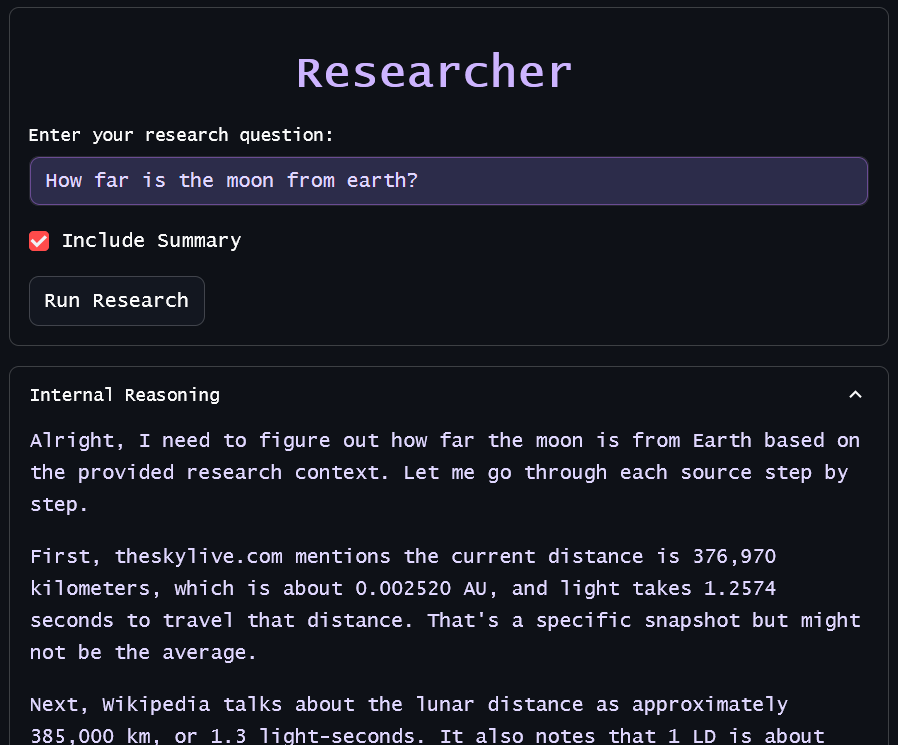 Researcher
Enter your research question:
How far is the moon from earth?
Include Summary
Run Research
Internal Reasoning
Alright, I need to figure out how far the moon is from Earth based on
the provided research context. Let me go through each source step by
step.
First, theskylive.com mentions the current distance is 376,970
kilometers, which is about 0.002520 AU, and light takes 1.2574
seconds to travel that distance. That's a specific snapshot but might
not be the average.
Next, Wikipedia talks about the lunar distance as approximately
385,000 km, or 1.3 light-seconds. It also notes that 1 LD is about